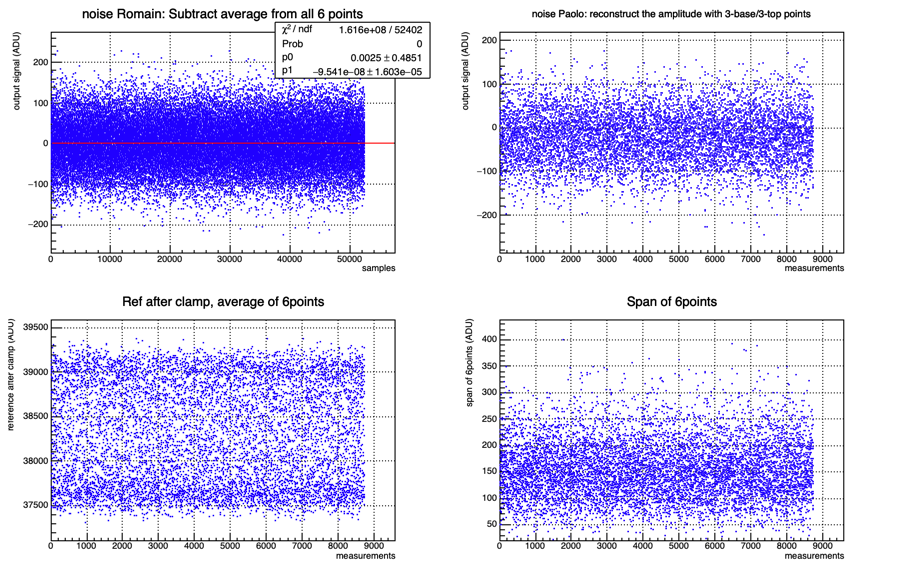 noise Romain: Subtract average from all 6 points
χ² / ndf 1.616e+08 / 52402
Prob 0
p0 0.0025 ± 0.4851
p1 −9.541e−08 ± 1.603e−05
output signal (ADU)
200
100
0
−100
−200
0 10000 20000 30000 40000 50000
samples
noise Paolo: reconstruct the amplitude with 3-base/3-top points
output signal (ADU)
200
100
0
−100
−200
0 1000 2000 3000 4000 5000 6000 7000 8000 9000
measurements
Ref after clamp, average of 6points
reference after clamp (ADU)
39500
39000
38500
38000
37500
0 1000 2000 3000 4000 5000 6000 7000 8000 9000
measurements
Span of 6points
span of 6points (ADU)
400
350
300
250
200
150
100
50
0 1000 2000 3000 4000 5000 6000 7000 8000 9000
measurements